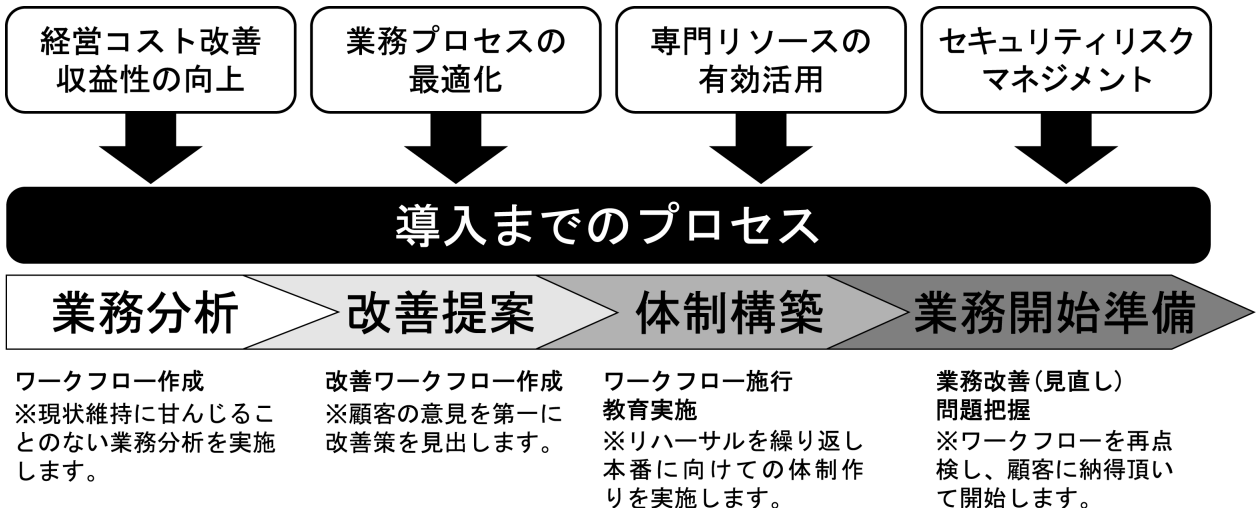 経営コスト改善
収益性の向上
業務プロセスの
最適化
専門リソースの
有効活用
セキュリティリスク
マネジメント
導入までのプロセス
業務分析
改善提案
体制構築
業務開始準備
ワークフロー作成
※現状維持に甘んじるこ
とのない業務分析を実施
します。
改善ワークフロー作成
※顧客の意見を第一に
改善策を見出します。
ワークフロー施行
教育実施
※リハーサルを繰り返し
本番に向けての体制作
りを実施します。
業務改善(見直し)
問題把握
※ワークフローを再点
検し、顧客に納得頂い
て開始します。